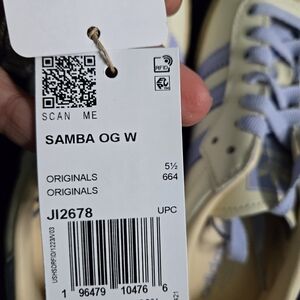 SCAN ME
SAMBA OG W
5½
ORIGINALS 664
ORIGINALS
JI2678 UPC
1 96479 10476 6